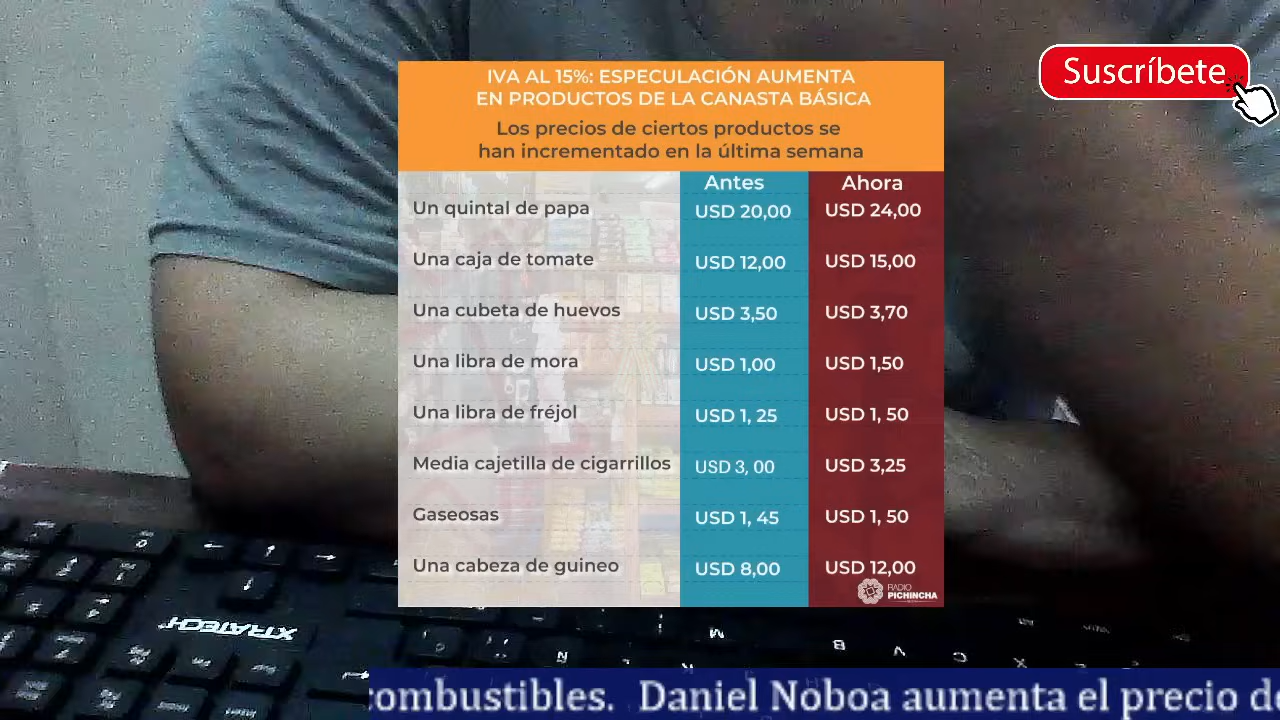 Suscríbete
IVA AL 15%: ESPECULACIÓN AUMENTA
EN PRODUCTOS DE LA CANASTA BÁSICA
Los precios de ciertos productos se
han incrementado en la última semana
Antes Ahora
Un quintal de papa USD 20,00 USD 24,00
Una caja de tomate USD 12,00 USD 15,00
Una cubeta de huevos USD 3,50 USD 3,70
Una libra de mora USD 1,00 USD 1,50
Una libra de fréjol USD 1, 25 USD 1, 50
Media cajetilla de cigarrillos USD 3, 00 USD 3,25
Gaseosas USD 1, 45 USD 1, 50
Una cabeza de guineo USD 8,00 USD 12,00
RADIO
PICHINCHA
XTRATECH
M
B V C X
N
combustibles. Daniel Noboa aumenta el precio de